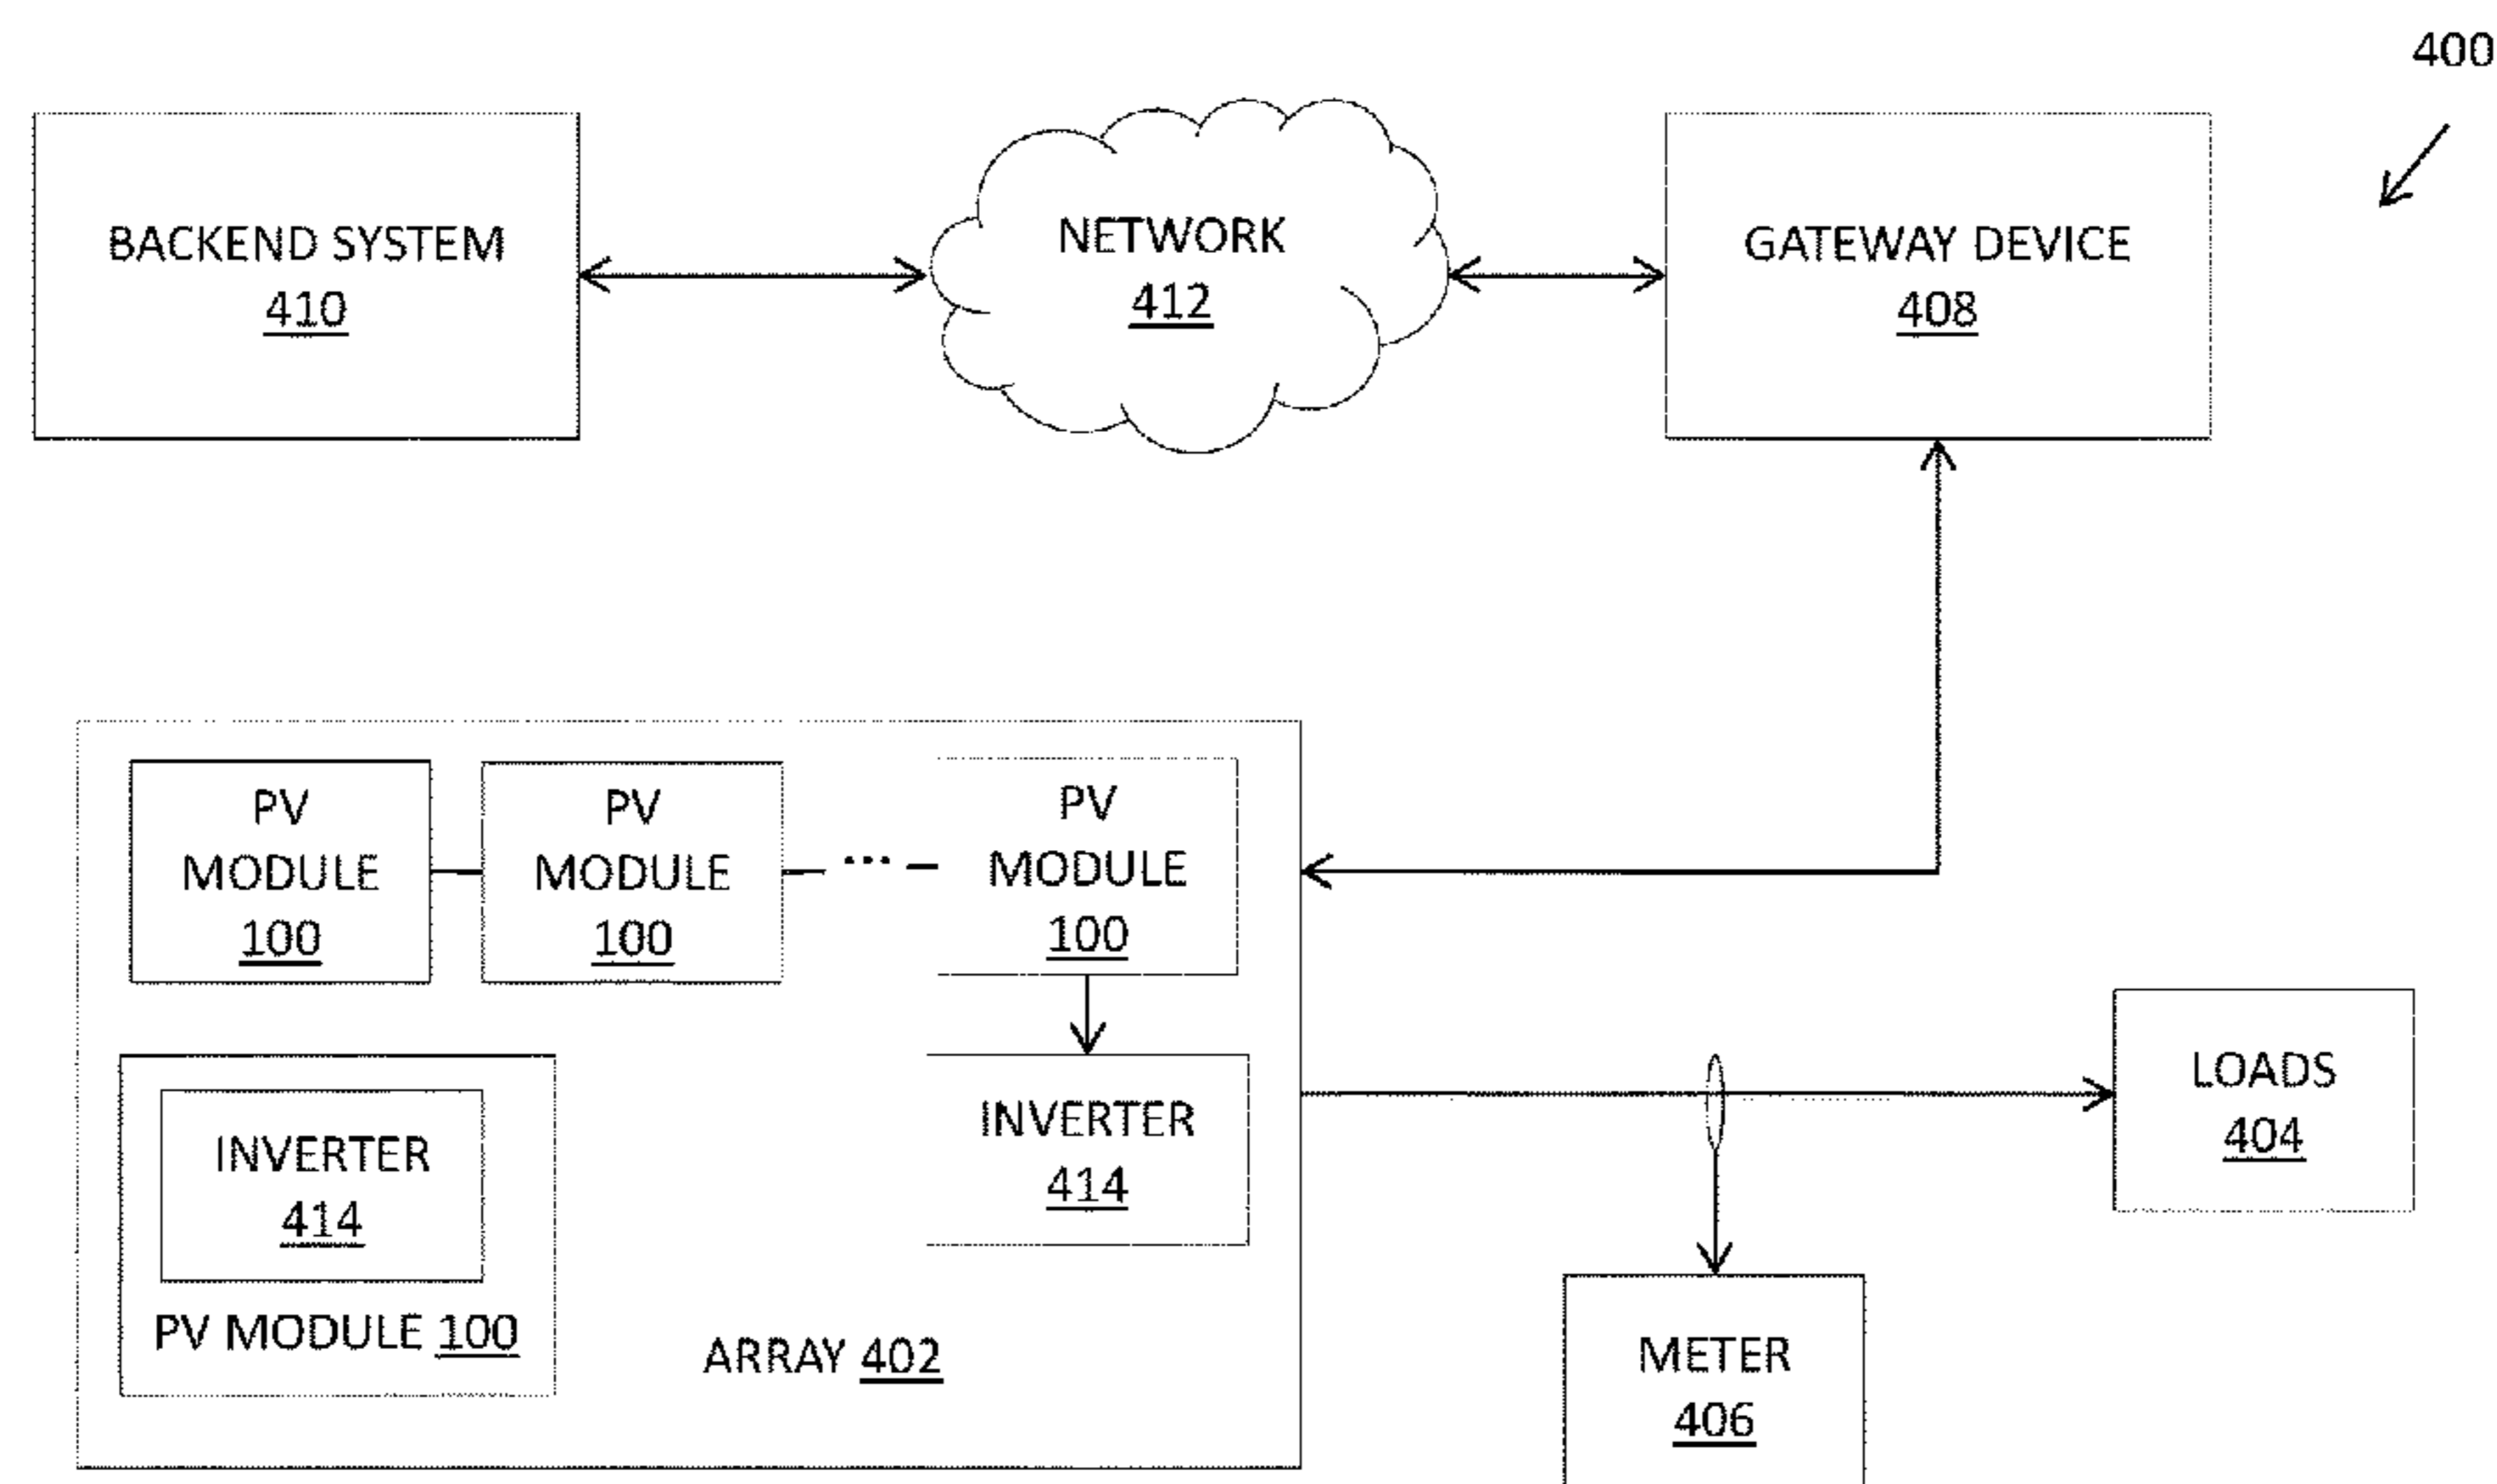 400
BACKEND SYSTEM
410
NETWORK
412
GATEWAY DEVICE
408
PV
MODULE
100
PV
MODULE
100
...
PV
MODULE
100
INVERTER
414
PV MODULE 100
INVERTER
414
ARRAY 402
LOADS
404
METER
406